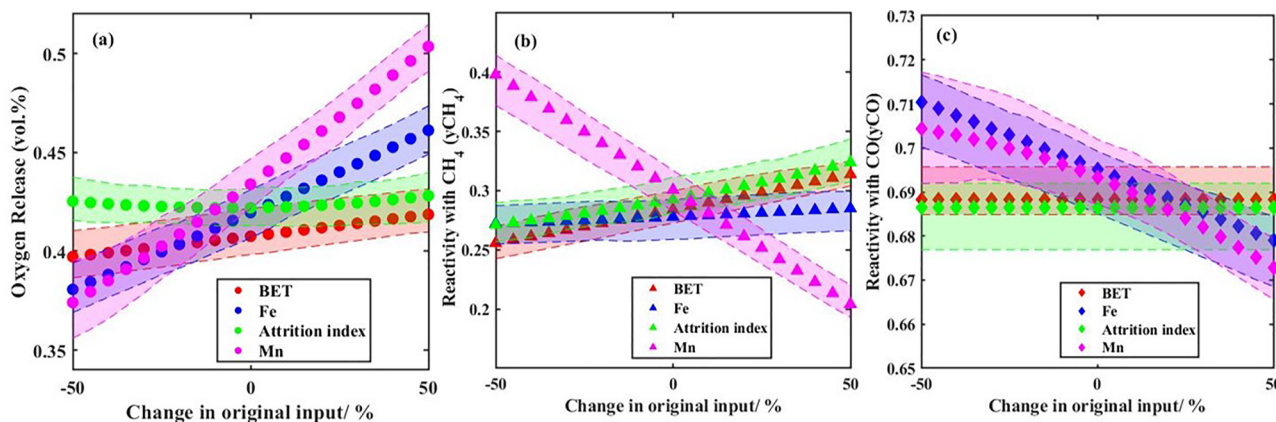 (a)
Oxygen Release (vol.%)
0.5
0.45
0.4
0.35
-50
0
50
Change in original input/ %
BET
Fe
Attrition index
Mn
(b)
Reactivity with CH4 (yCH4)
0.4
0.35
0.3
0.25
0.2
-50
0
50
Change in original input/ %
BET
Fe
Attrition index
Mn
(c)
Reactivity with CO(yCO)
0.73
0.72
0.71
0.7
0.69
0.68
0.67
0.66
0.65
-50
0
50
Change in original input/ %
BET
Fe
Attrition index
Mn